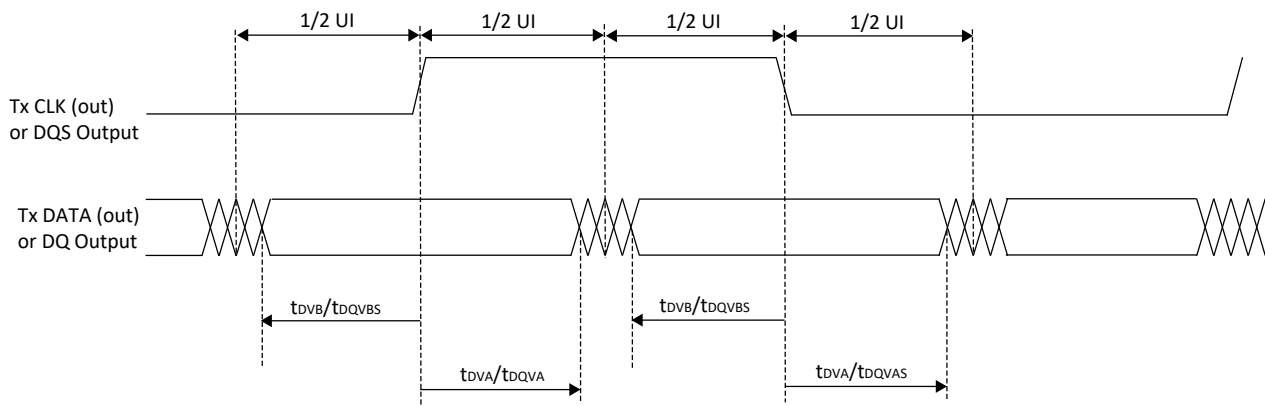 1/2 UI
1/2 UI
1/2 UI
1/2 UI
Tx CLK (out)
or DQS Output
Tx DATA (out)
or DQ Output
tDVB/tDQVBS
tDVB/tDQVBS
tDVA/tDQVA
tDVA/tDQVAS